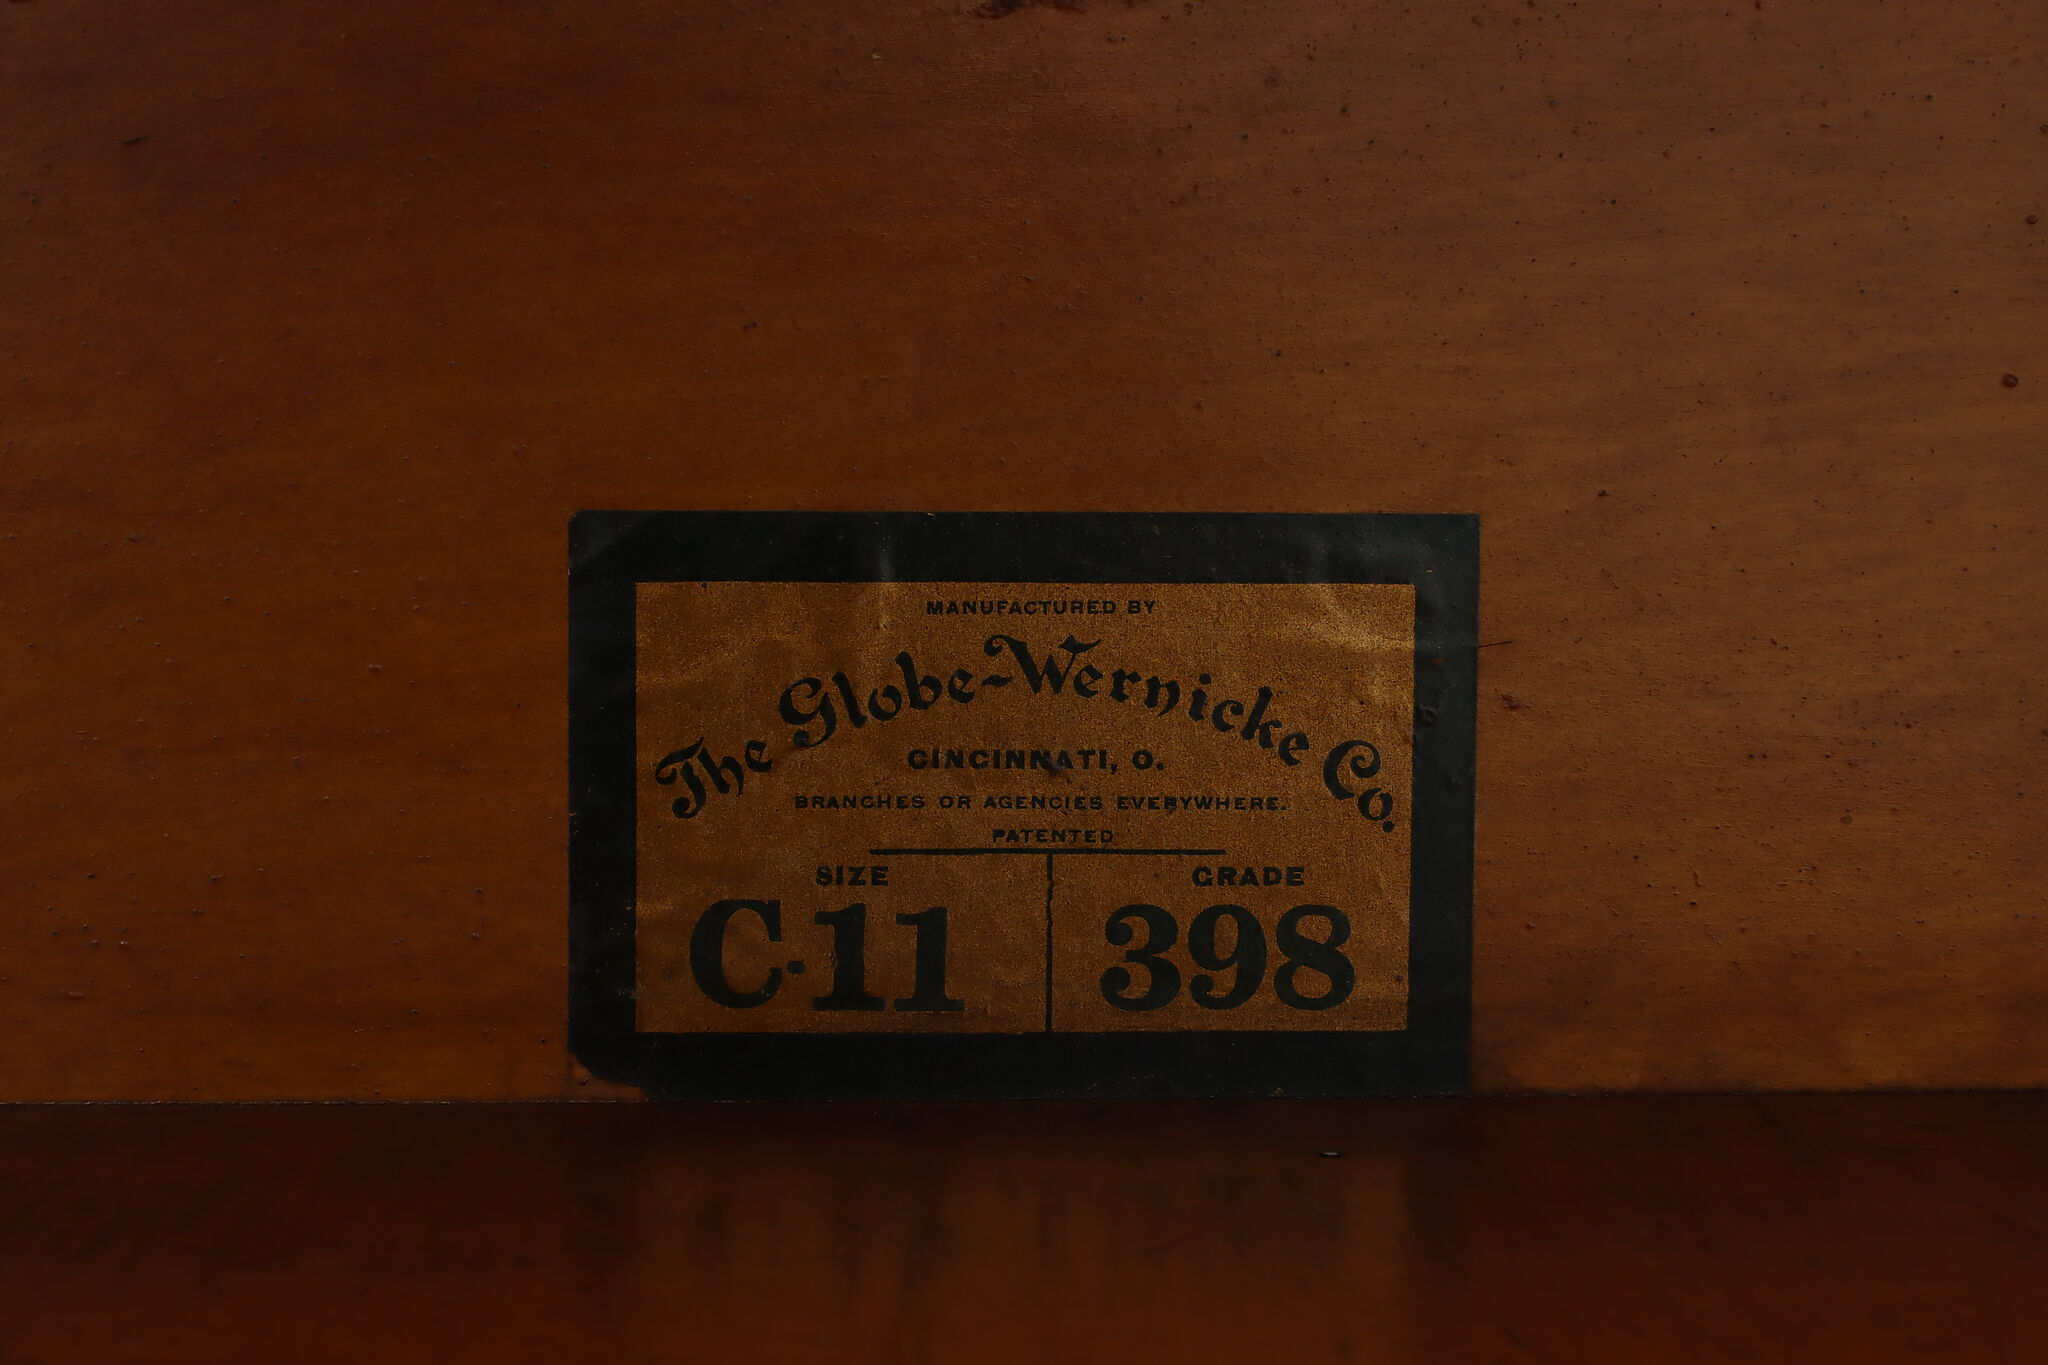 MANUFACTURED BY
The Globe-Wernicke Co.
CINCINNATI, O.
BRANCHES OR AGENCIES EVERYWHERE.
PATENTED
SIZE GRADE
C·11 398